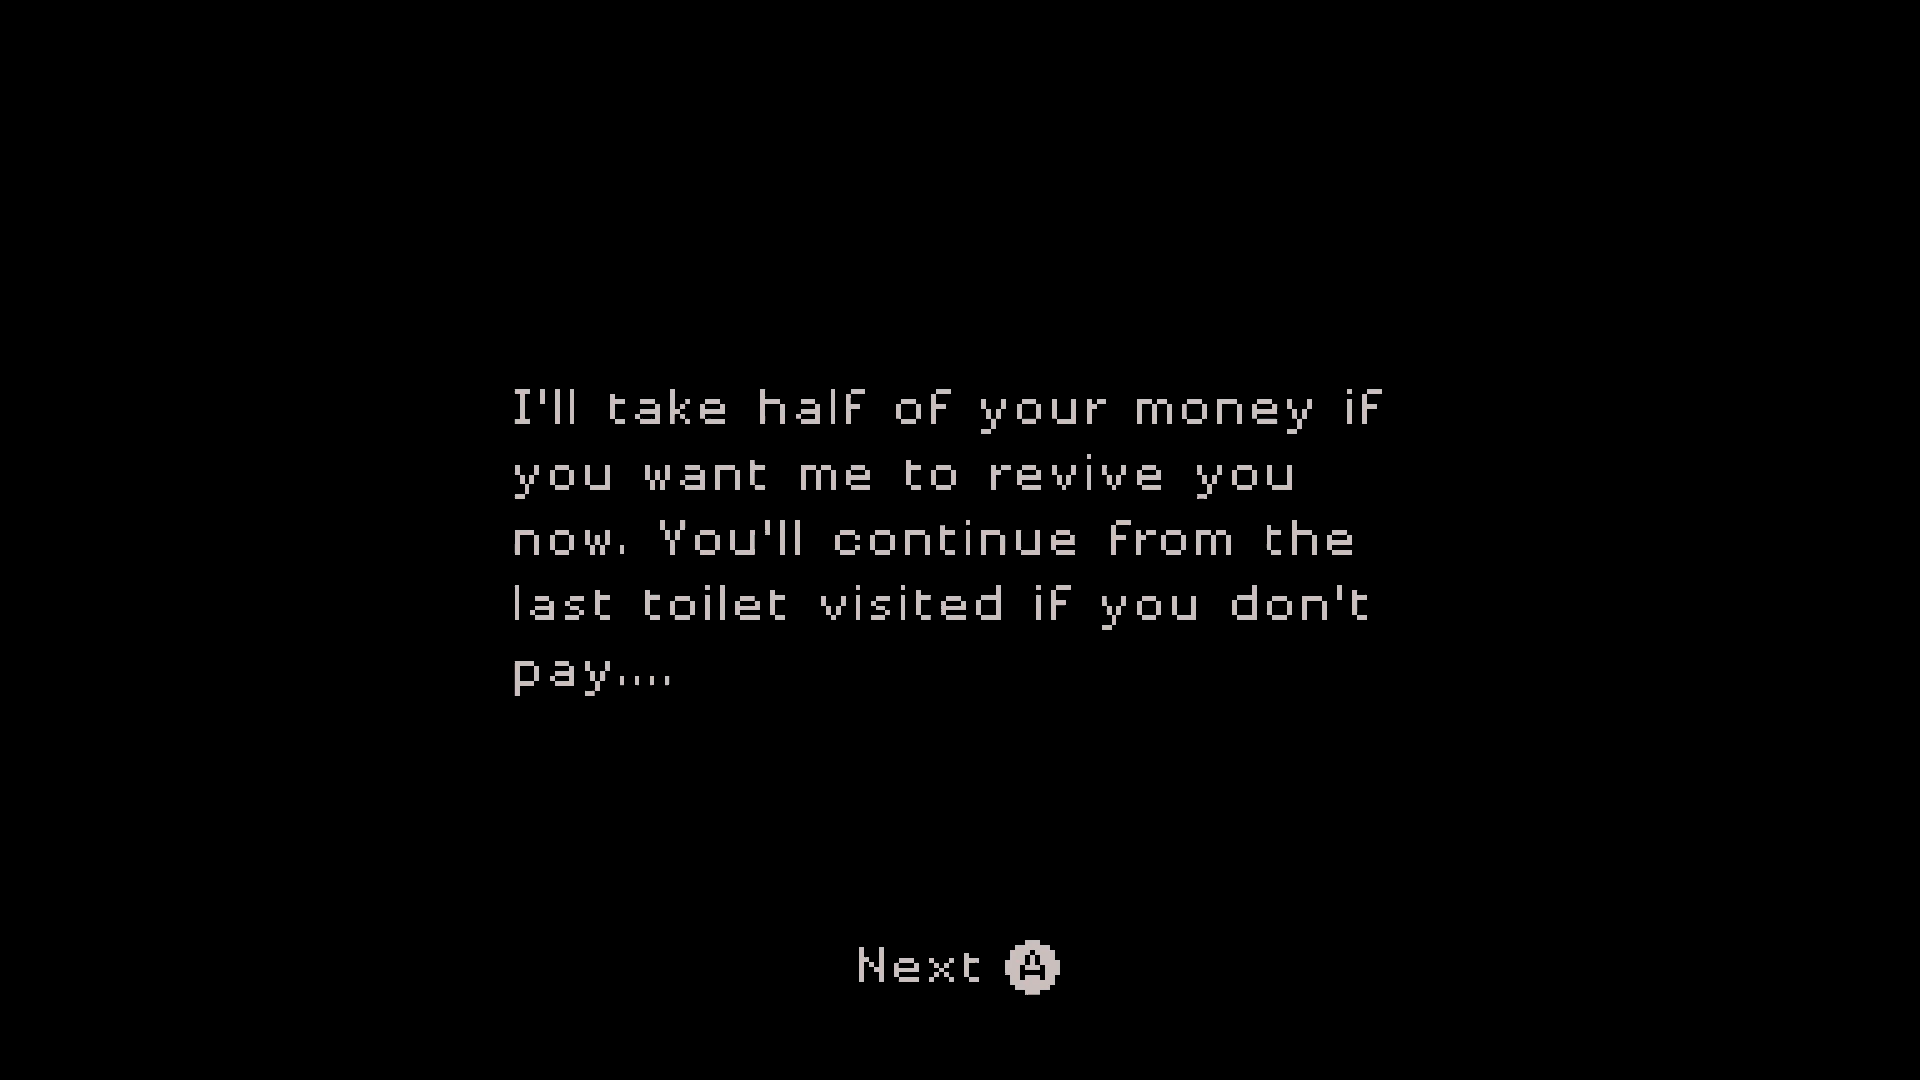 I'll take half of your money if
you want me to revive you
now. You'll continue from the
last toilet visited if you don't
pay....
Next A